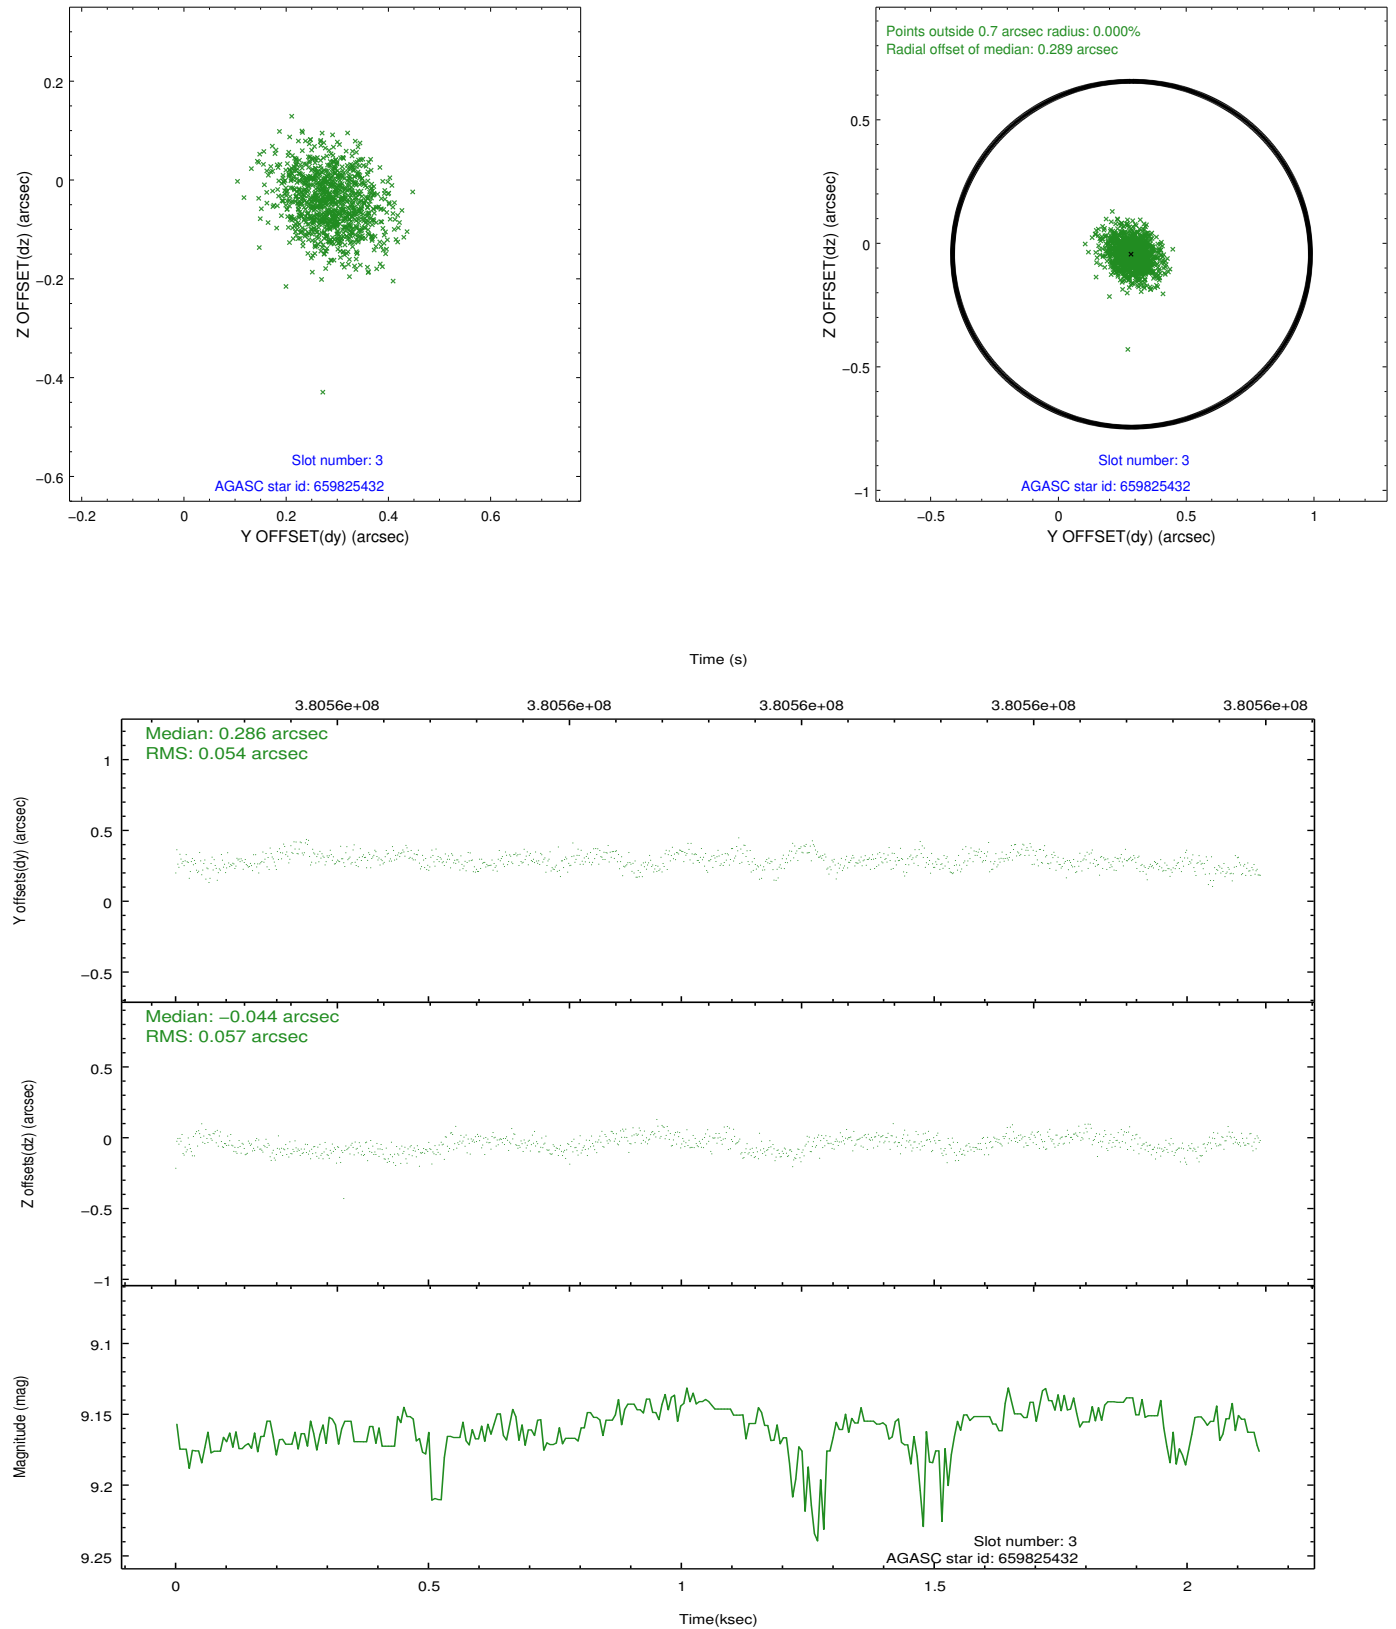 0.2
0
−0.2
−0.4
−0.6
Z OFFSET(dz) (arcsec)
Slot number: 3
AGASC star id: 659825432
−0.2
0
0.2
0.4
0.6
Y OFFSET(dy) (arcsec)
Points outside 0.7 arcsec radius: 0.000%
Radial offset of median: 0.289 arcsec
0.5
0
−0.5
−1
Z OFFSET(dz) (arcsec)
Slot number: 3
AGASC star id: 659825432
−0.5
0
0.5
1
Y OFFSET(dy) (arcsec)
Time (s)
3.8056e+08
3.8056e+08
3.8056e+08
3.8056e+08
3.8056e+08
Median: 0.286 arcsec
RMS: 0.054 arcsec
1
0.5
0
−0.5
Y offsets(dy) (arcsec)
Median: −0.044 arcsec
RMS: 0.057 arcsec
0.5
0
−0.5
−1
Z offsets(dz) (arcsec)
9.1
9.15
9.2
9.25
Magnitude (mag)
Slot number: 3
AGASC star id: 659825432
0
0.5
1
1.5
2
Time(ksec)